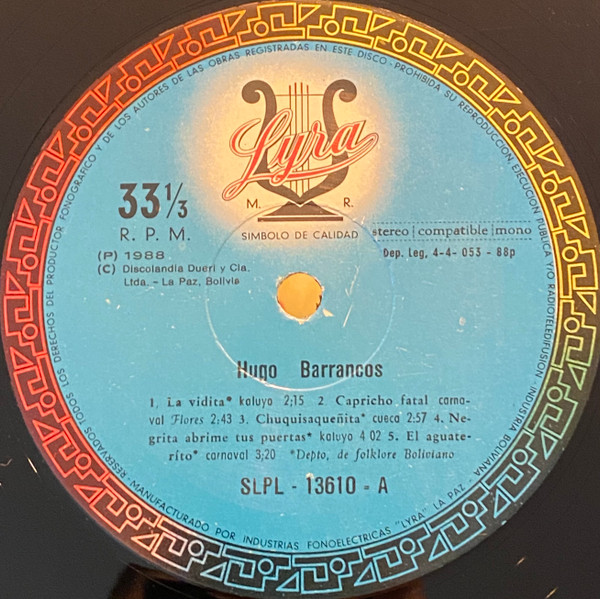 RESERVADOS TODOS LOS DERECHOS DEL PRODUCTOR FONOGRAFICO Y DE LOS AUTORES DE LAS OBRAS REGISTRADAS EN ESTE DISCO - PROHIBIDA SU REPRODUCCION, EJECUCION PUBLICA Y/O RADIOTELEDIFUSION - INDUSTRIA BOLIVIANA
Lyra
M. R.
SIMBOLO DE CALIDAD
33 1/3
R. P. M.
stereo | compatible | mono
(P) 1988
Dep. Leg, 4-4- 053 - 88p
(C) Discolandia Dueri y Cia.
Ltda. - La Paz, Bolivia
Hugo Barrancos
1, La vidita* kaluyo 2;15 2. Capricho fatal carna-
val Flores 2;43 3. Chuquisaqueñita* cueca 2;57 4. Ne-
grita abrime tus puertas* kaluyo 4 02 5. El aguate-
rito* carnaval 3;20 *Depto, de folklore Boliviano
SLPL - 13610 - A
MANUFACTURADO POR INDUSTRIAS FONOELECTRICAS "LYRA" LA PAZ -